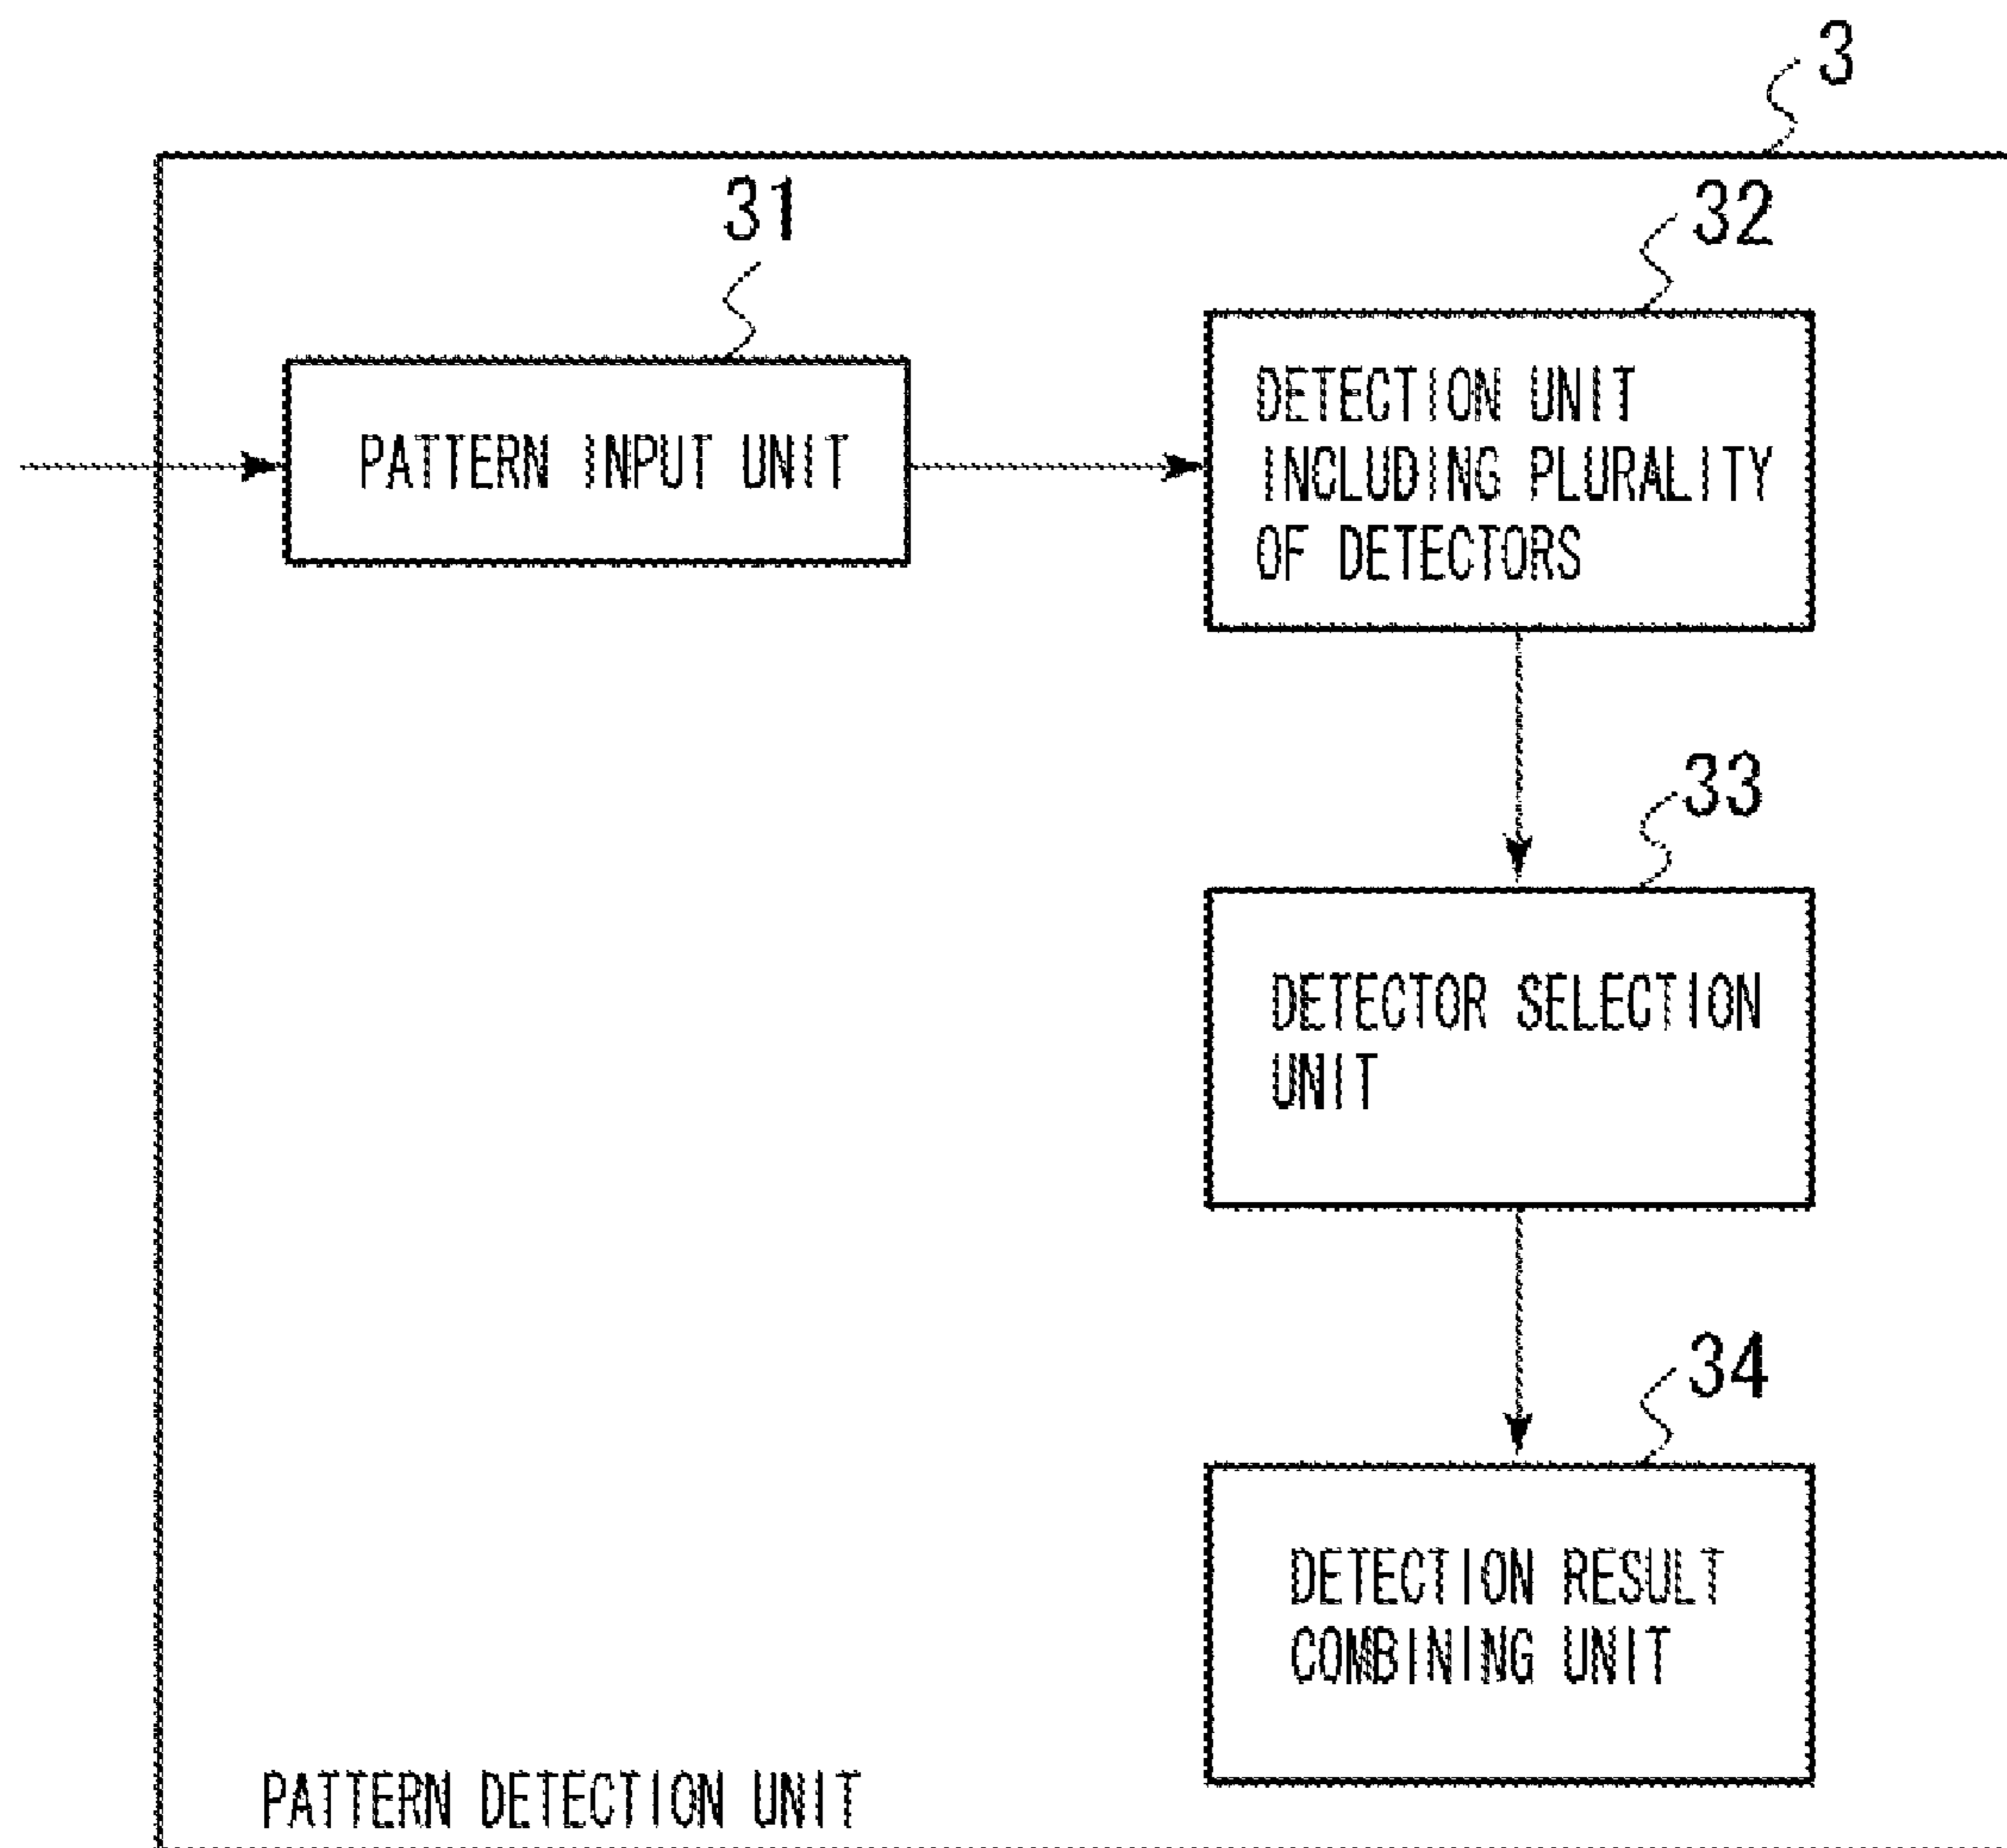 3
31
32
PATTERN INPUT UNIT
DETECTION UNIT
INCLUDING PLURALITY
OF DETECTORS
33
DETECTOR SELECTION
UNIT
34
DETECTION RESULT
COMBINING UNIT
PATTERN DETECTION UNIT